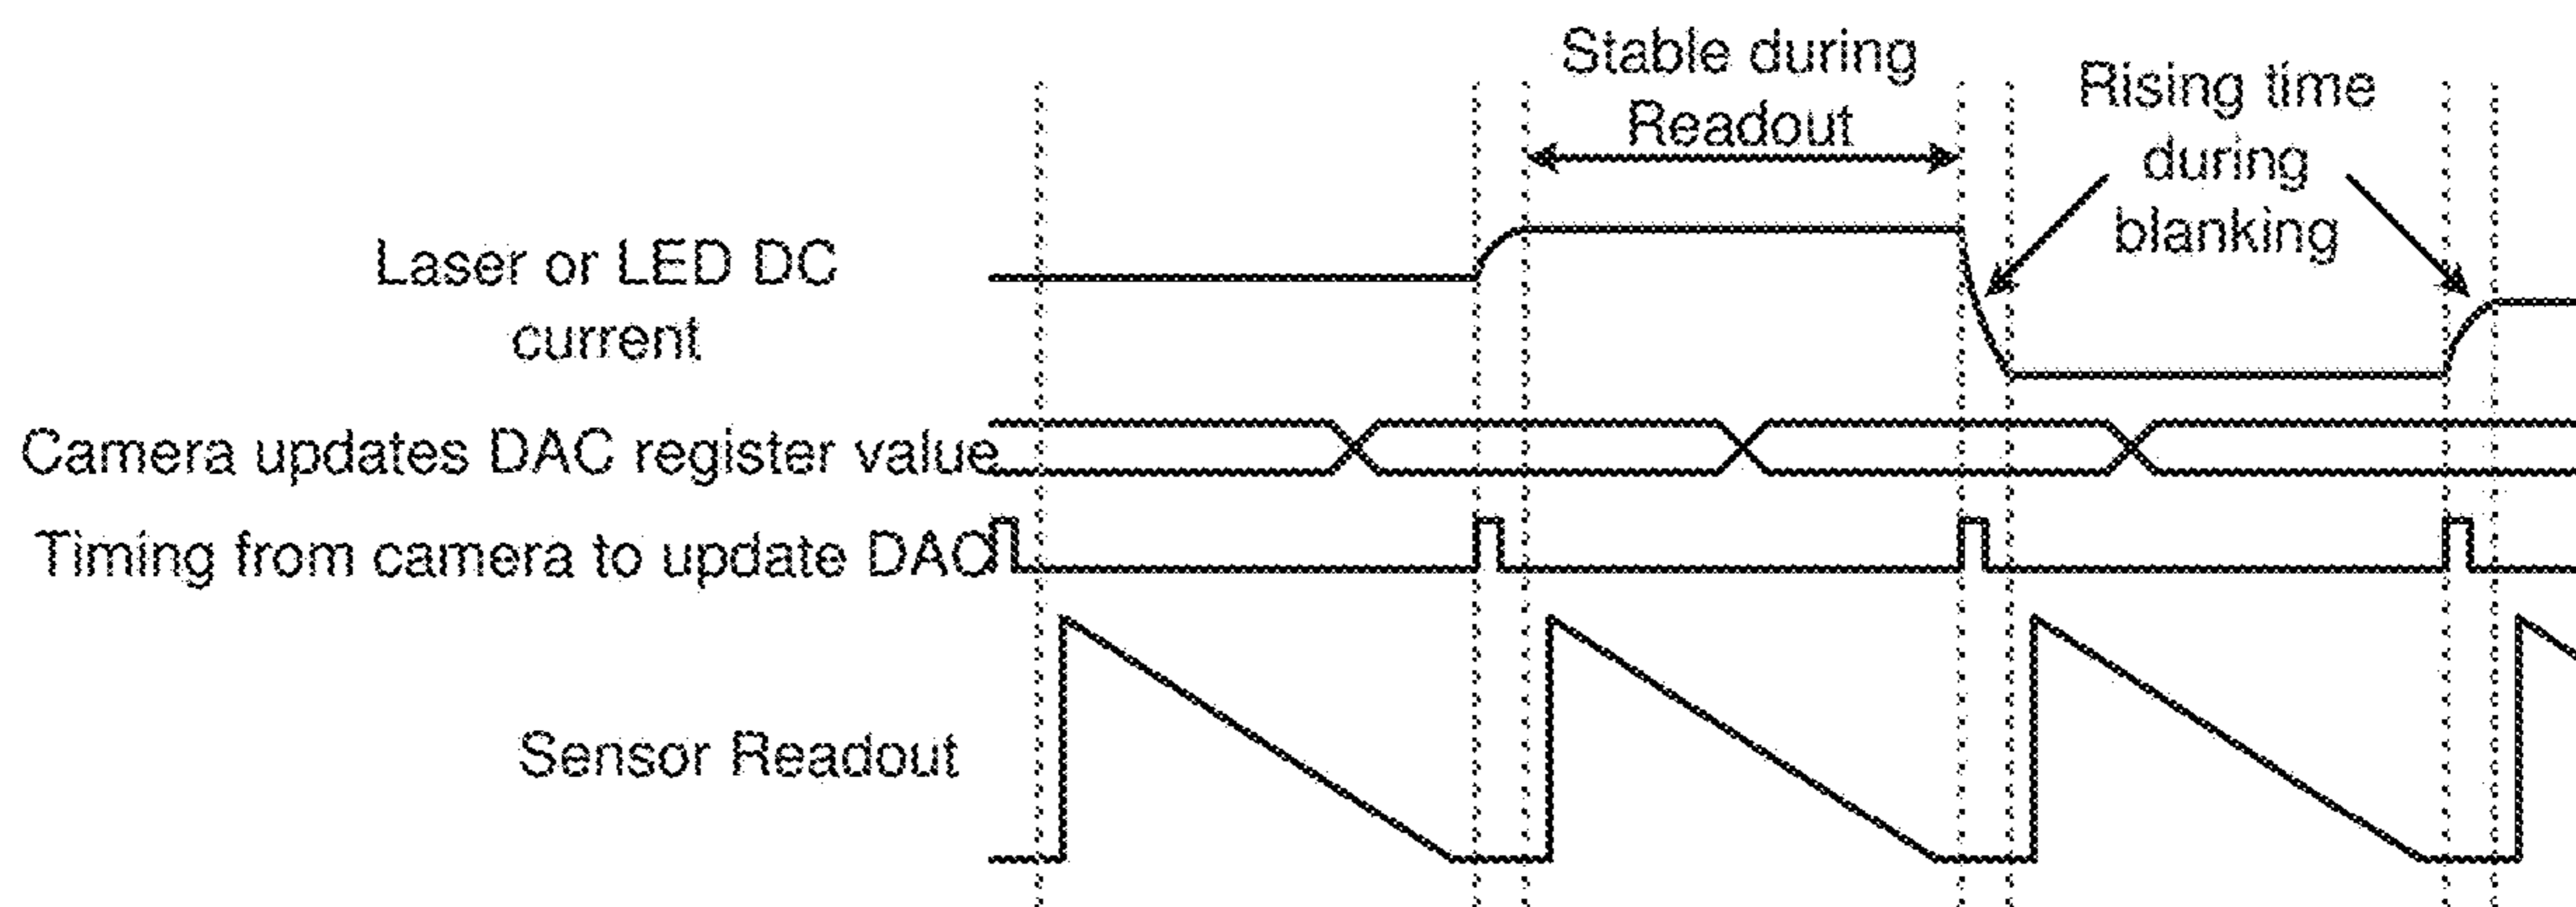 Stable during
Readout
Rising time
during
blanking
Laser or LED DC
current
Camera updates DAC register value
Timing from camera to update DAC
Sensor Readout